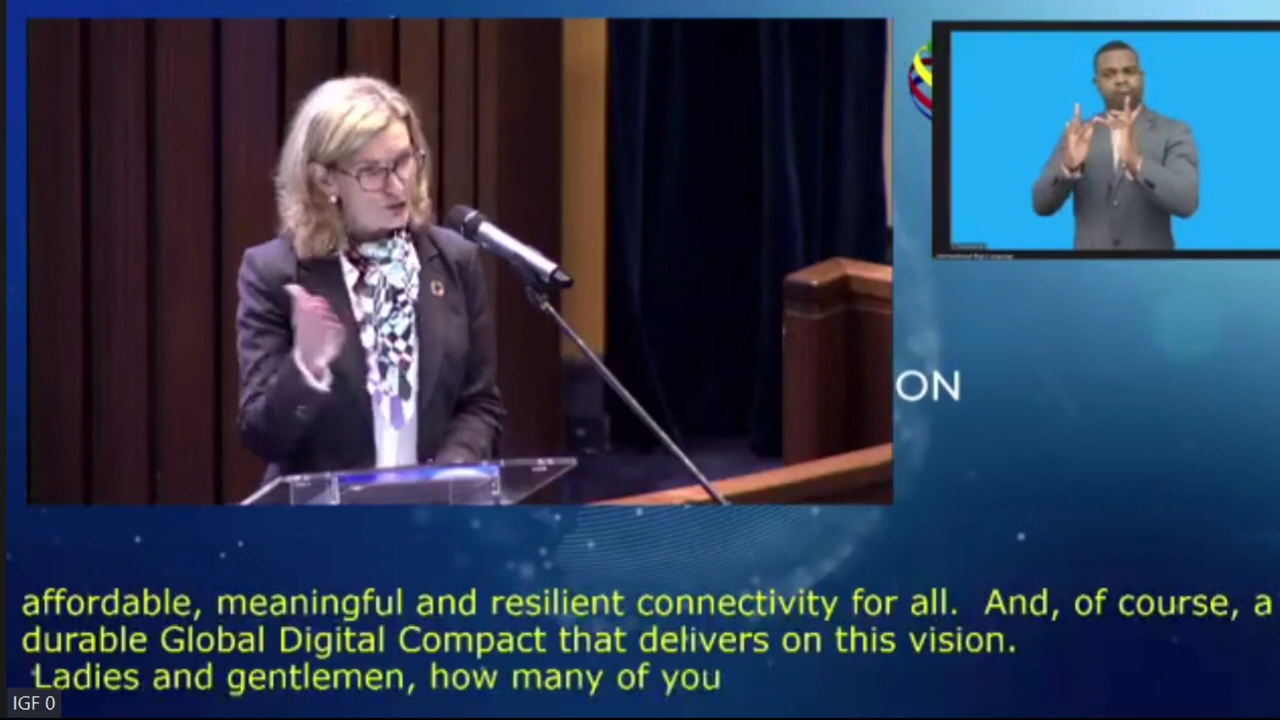 ON
affordable, meaningful and resilient connectivity for all.  And, of course, a
durable Global Digital Compact that delivers on this vision.
Ladies and gentlemen, how many of you
IGF 0